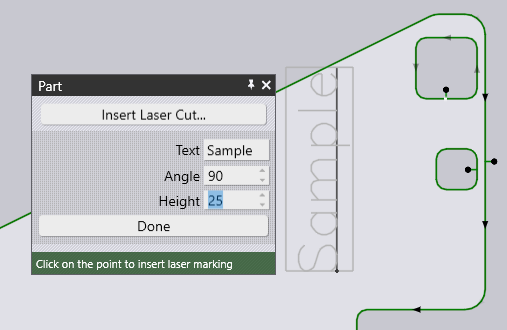 Part
Insert Laser Cut...
Text Sample
Angle 90
Height 25
Done
Click on the point to insert laser marking
Sample